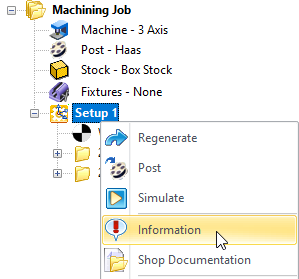 Machining Job
Machine - 3 Axis
Post - Haas
Stock - Box Stock
Fixtures - None
Setup 1
Regenerate
Post
Simulate
Information
Shop Documentation